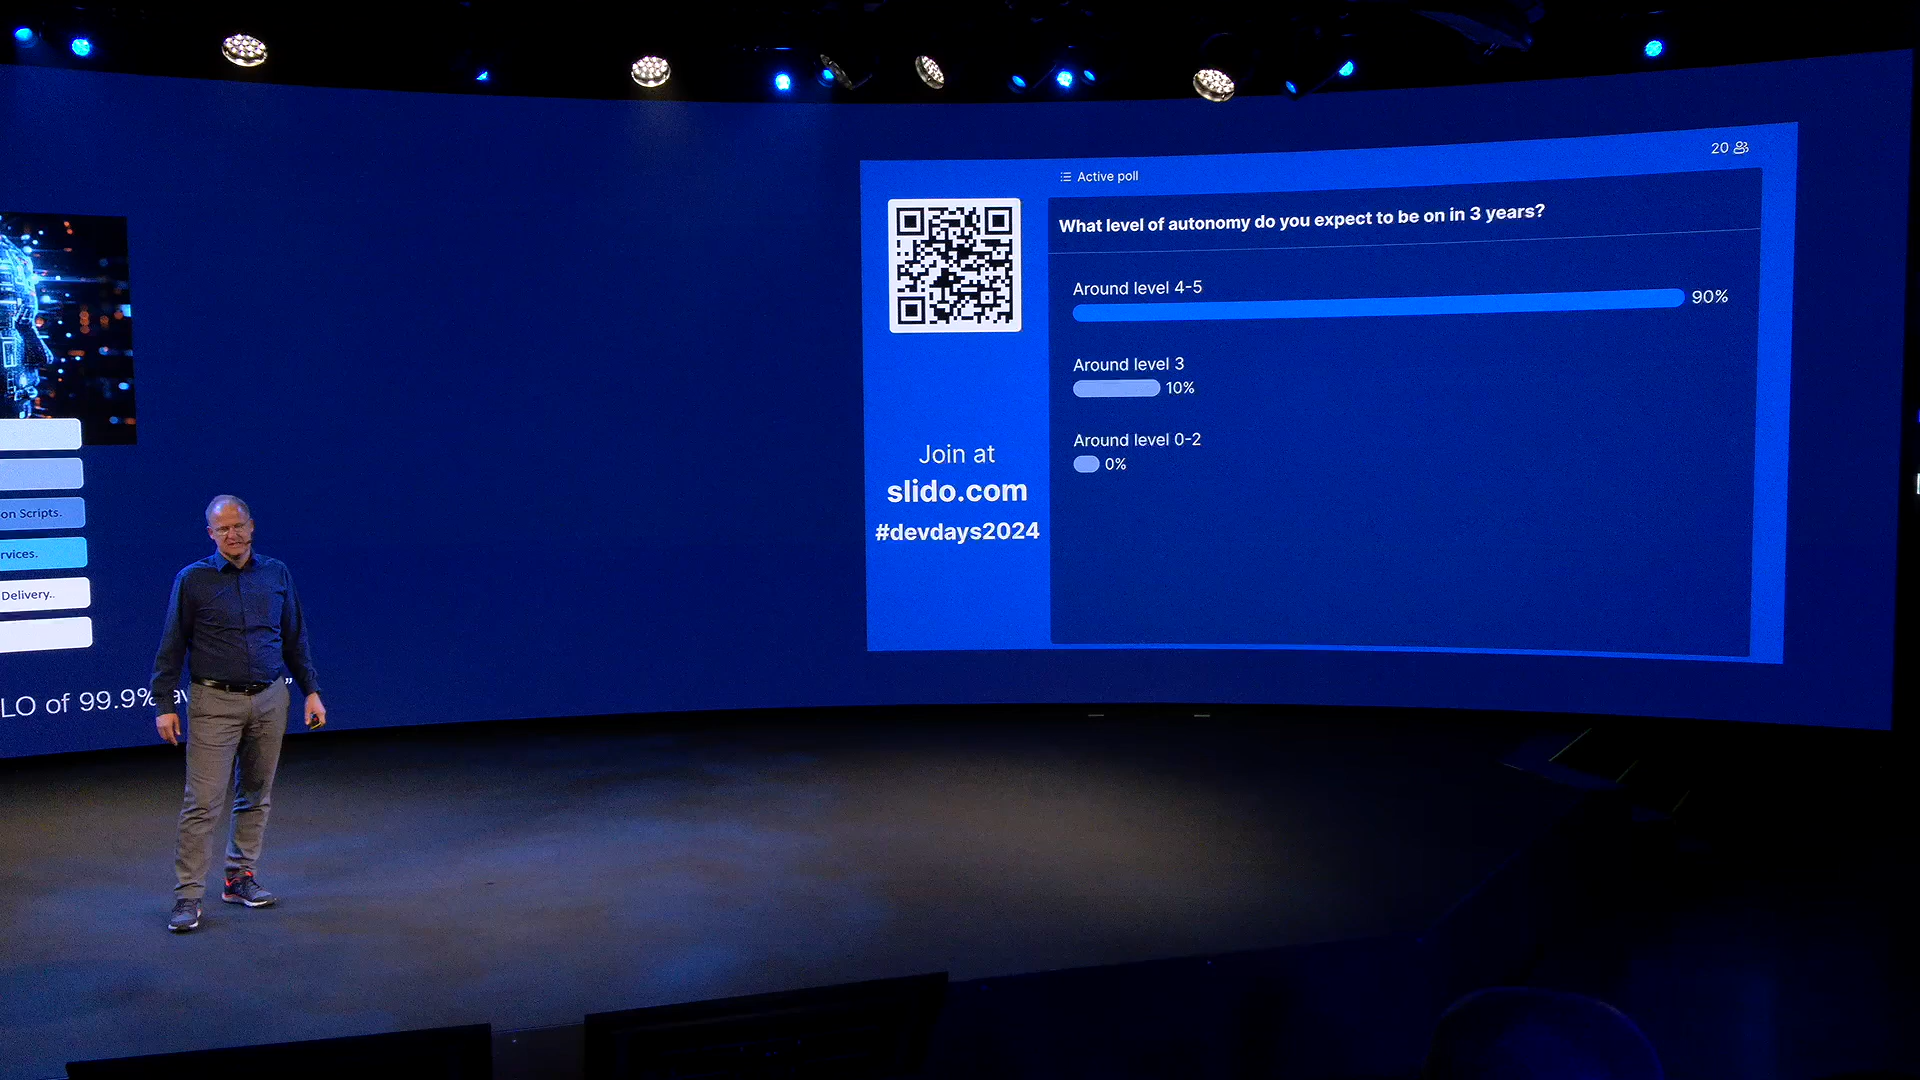 on Scripts.
rvices.
Delivery..
LO of 99.9%
20
Active poll
What level of autonomy do you expect to be on in 3 years?
Around level 4-5
90%
Around level 3
10%
Around level 0-2
0%
Join at
slido.com
#devdays2024